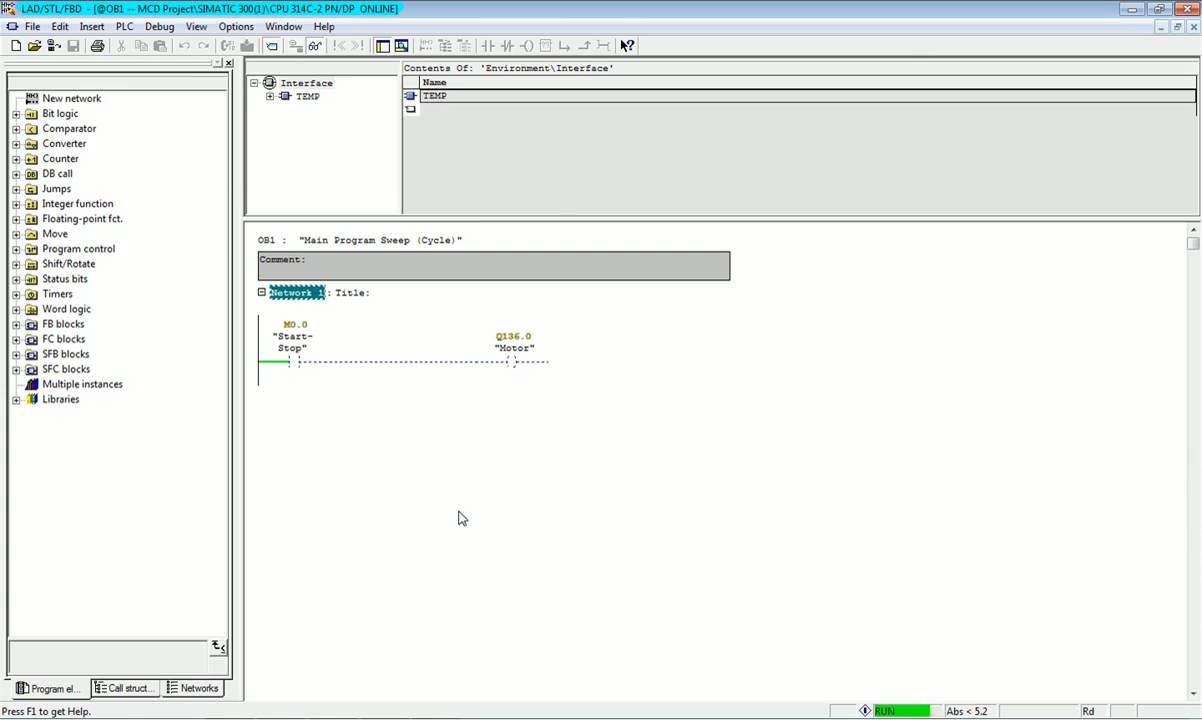 LAD/STL/FBD - [@OB1 -- MCD Project\SIMATIC 300(1)\CPU 314C-2 PN/DP ONLINE]
File Edit Insert PLC Debug View Options Window Help
Contents Of: 'Environment\Interface'
Interface
TEMP
Name
TEMP
New network
Bit logic
Comparator
Converter
Counter
DB call
Jumps
Integer function
Floating-point fct.
Move
Program control
Shift/Rotate
Status bits
Timers
Word logic
FB blocks
FC blocks
SFB blocks
SFC blocks
Multiple instances
Libraries
OB1 : "Main Program Sweep (Cycle)"
Comment:
Network 1: Title:
M0.0
"Start-
Stop"
Q136.0
"Motor"
Program el...
Call struct...
Networks
Press F1 to get Help.
RUN
Abs < 5.2
Rd